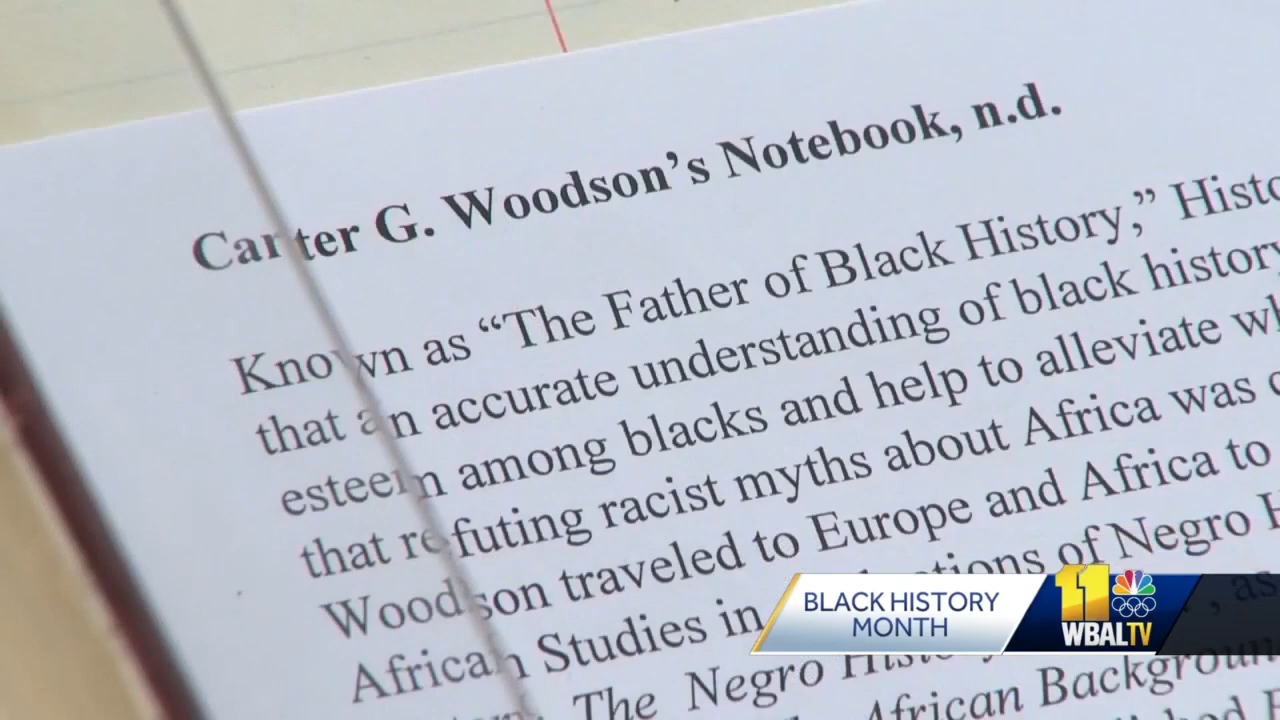 Carter G. Woodson's Notebook, n.d.
Known as “The Father of Black History,”
that an accurate understanding of black history
esteem among blacks and help to alleviate
that refuting racist myths about Africa was
Woodson traveled to Europe and Africa to
African Studies in of Negro
The Negro
African
BLACK HISTORY
MONTH
11
WBALTV